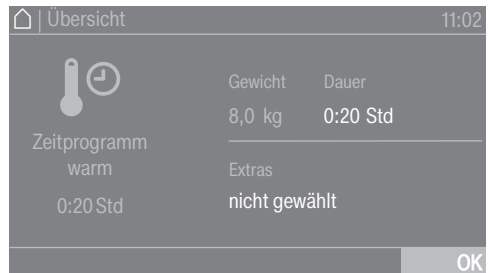 | Übersicht 11:02
Gewicht Dauer
8,0 kg 0:20 Std
Zeitprogramm
warm
0:20 Std
Extras
nicht gewählt
OK